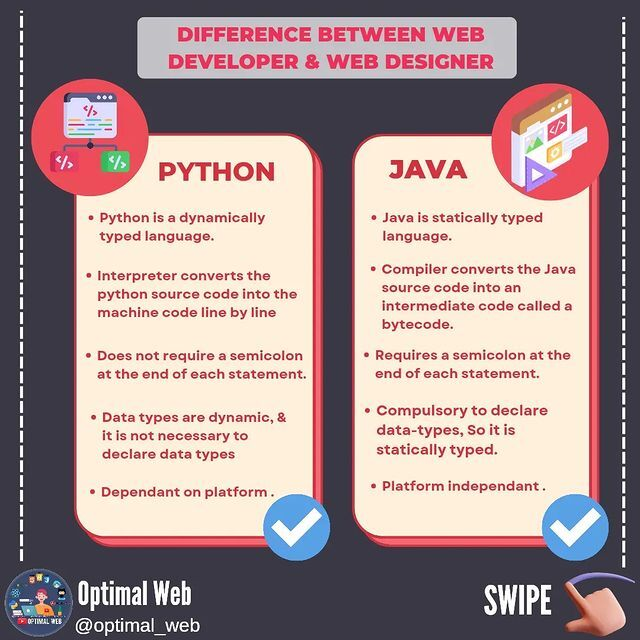 DIFFERENCE BETWEEN WEB
DEVELOPER & WEB DESIGNER
PYTHON
• Python is a dynamically
typed language.
• Interpreter converts the
python source code into the
machine code line by line
• Does not require a semicolon
at the end of each statement.
• Data types are dynamic, &
it is not necessary to
declare data types
• Dependant on platform .
JAVA
• Java is statically typed
language.
• Compiler converts the Java
source code into an
intermediate code called a
bytecode.
• Requires a semicolon at the
end of each statement.
• Compulsory to declare
data-types, So it is
statically typed.
• Platform independant .
OPTIMAL WEB
Optimal Web
@optimal_web
SWIPE